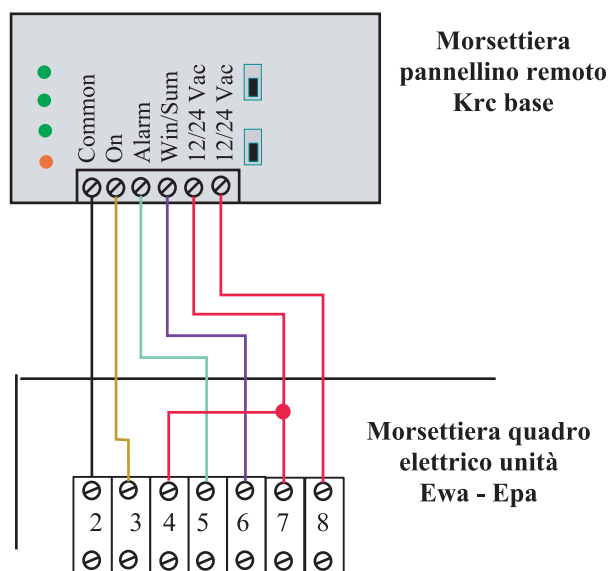 Morsettiera
pannellino remoto
Krc base
Common
On
Alarm
Win/Sum
12/24 Vac
12/24 Vac
Morsettiera quadro
elettrico unità
Ewa - Epa
2 3 4 5 6 7 8